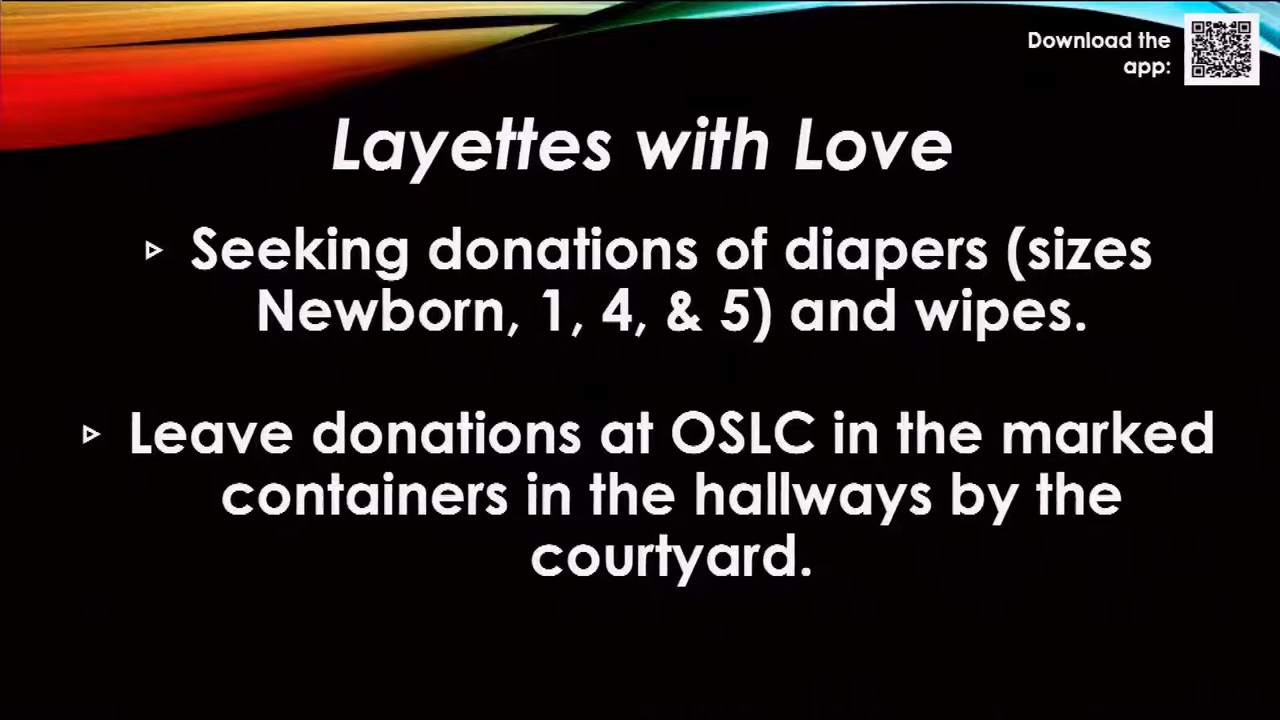 Download the
app:
Layettes with Love
Seeking donations of diapers (sizes
Newborn, 1, 4, & 5) and wipes.
Leave donations at OSLC in the marked
containers in the hallways by the
courtyard.